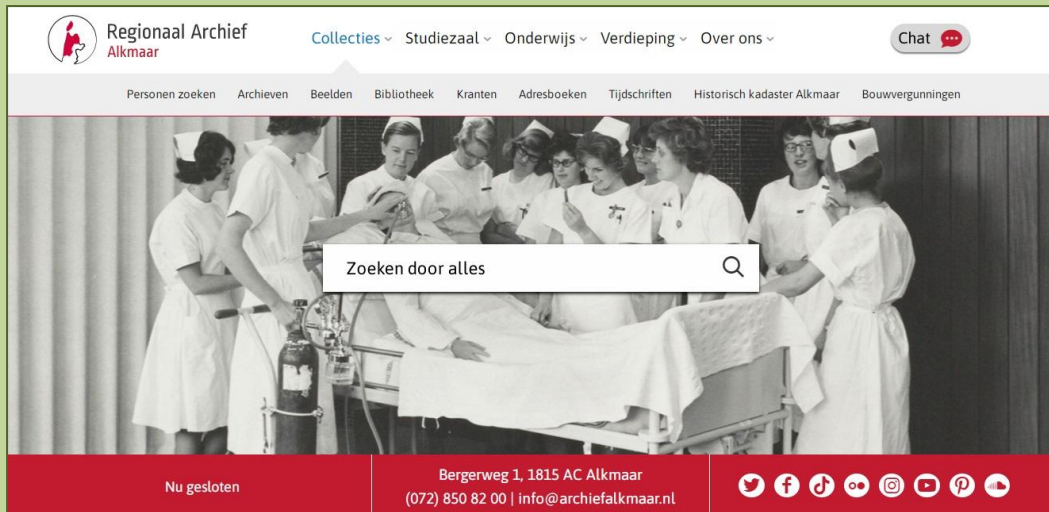 Regionaal Archief
Alkmaar
Collecties Studiezaal Onderwijs Verdieping Over ons
Chat
Personen zoeken Archieven Beelden Bibliotheek Kranten Adresboeken Tijdschriften Historisch kadaster Alkmaar Bouwvergunningen
Zoeken door alles
Nu gesloten
Bergerweg 1, 1815 AC Alkmaar
(072) 850 82 00 | info@archiefalkmaar.nl